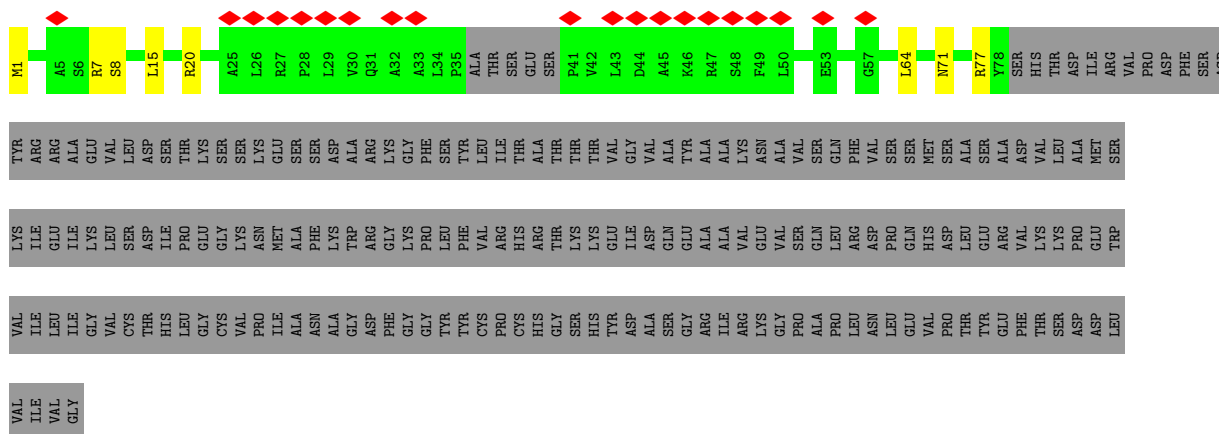 M1 A5 S6 R7 S8 L15 R20 A25 L26 R27 P28 L29 V30 Q31 A32 A33 L34 P35 ALA THR SER GLU SER P41 V42 L43 D44 A45 K46 R47 S48 F49 L50 E53 G57 L64 N71 R77 Y78 SER HIS THR ASP ILE ARG VAL PRO ASP PHE SER ASP
TYR ARG ARG ALA GLU VAL LEU ASP SER THR LYS SER SER LYS GLU SER SER ASP ALA ARG LYS GLY PHE SER TYR LEU ILE THR ALA THR THR THR VAL GLY VAL ALA TYR ALA ALA LYS ASN ALA VAL SER GLN PHE VAL SER SER MET SER ALA SER ALA ASP VAL LEU ALA MET SER
LYS ILE GLU ILE LYS LEU SER ASP ILE PRO GLU GLY LYS ASN MET ALA PHE LYS TRP ARG GLY LYS PRO LEU PHE VAL ARG HIS ARG THR LYS LYS GLU ILE ASP GLN GLU ALA ALA VAL GLU VAL SER GLN LEU ARG ASP PRO GLN HIS ASP LEU GLU ARG VAL LYS LYS PRO GLU TRP
VAL ILE LEU ILE GLY VAL CYS THR HIS LEU GLY CYS VAL PRO ILE ALA ASN ALA GLY ASP PHE GLY GLY TYR TYR CYS PRO CYS HIS GLY SER HIS TYR ASP ALA SER GLY ARG ILE ARG LYS GLY PRO ALA PRO LEU ASN LEU GLU VAL PRO THR TYR GLU PHE THR SER ASP ASP LEU
VAL ILE VAL GLY